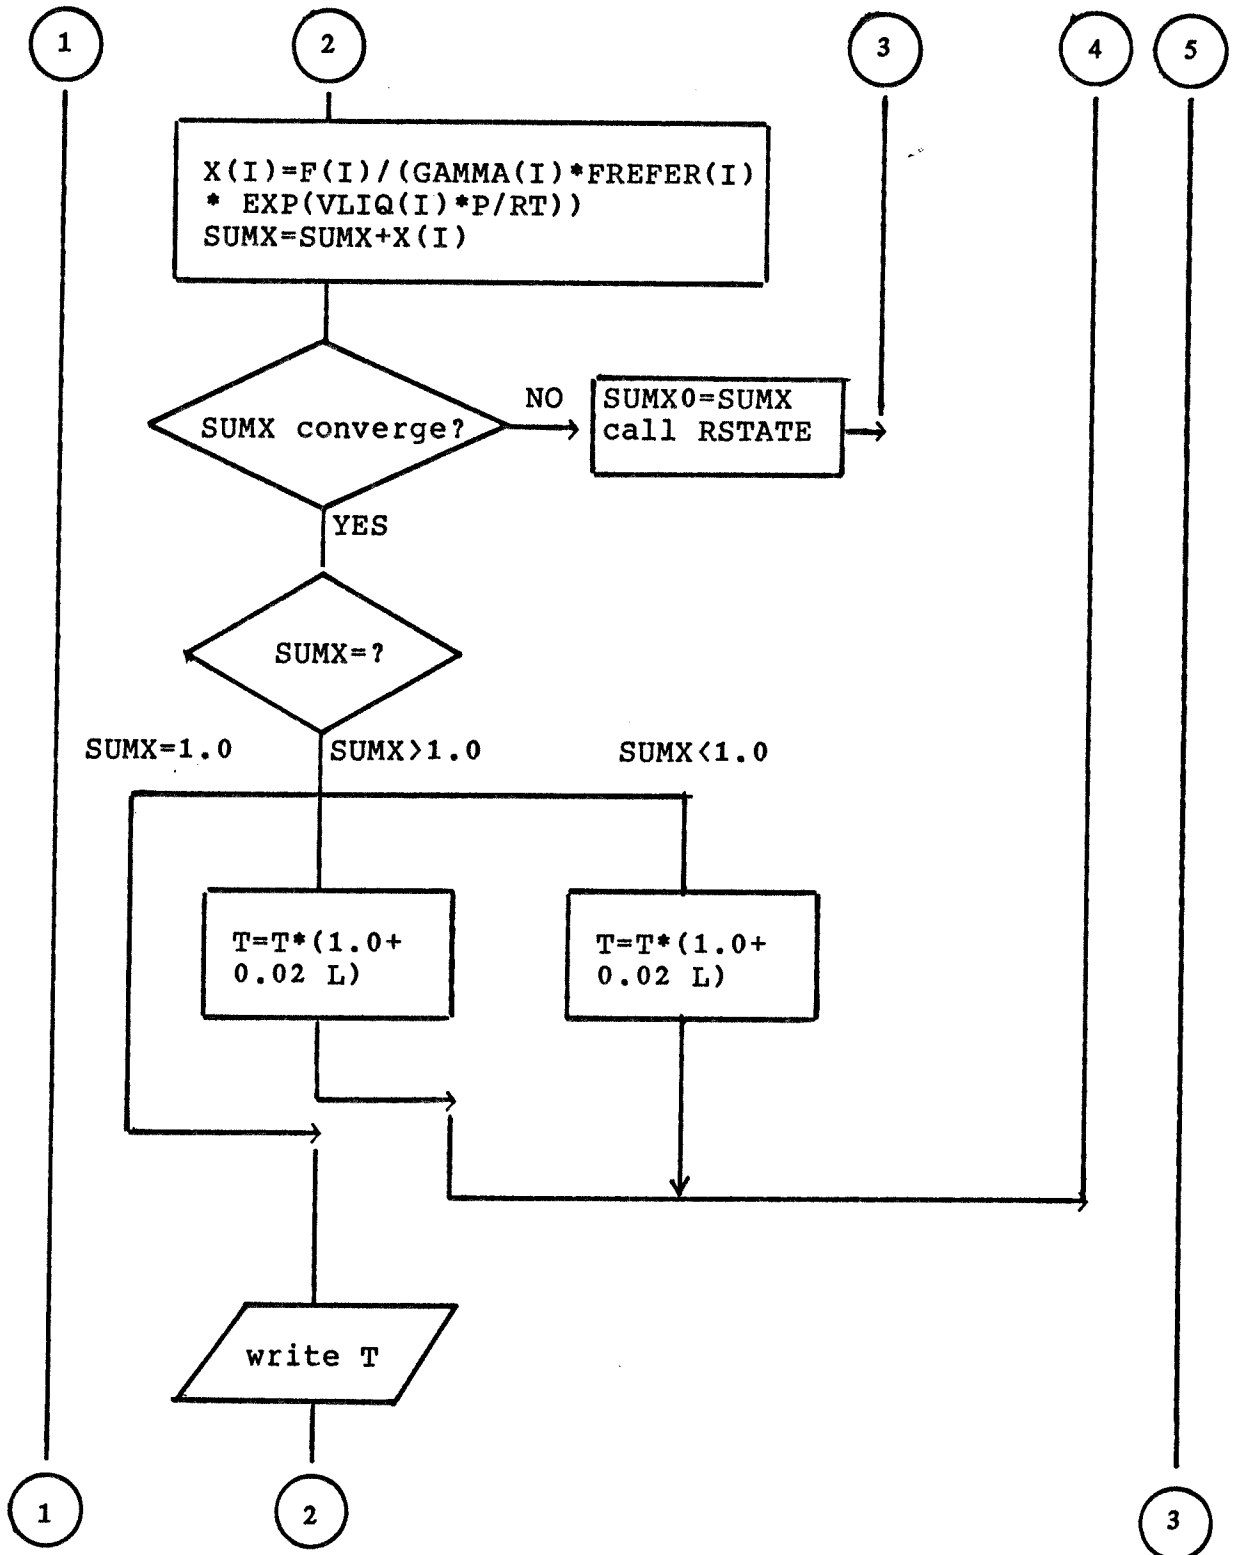 1
2
3
4
5
X(I)=F(I)/(GAMMA(I)*FREFER(I)
* EXP(VLIQ(I)*P/RT))
SUMX=SUMX+X(I)
SUMX converge?
NO
SUMX0=SUMX
call RSTATE
YES
SUMX=?
SUMX=1.0
SUMX>1.0
SUMX<1.0
T=T*(1.0+
0.02 L)
T=T*(1.0+
0.02 L)
write T
1
2
3